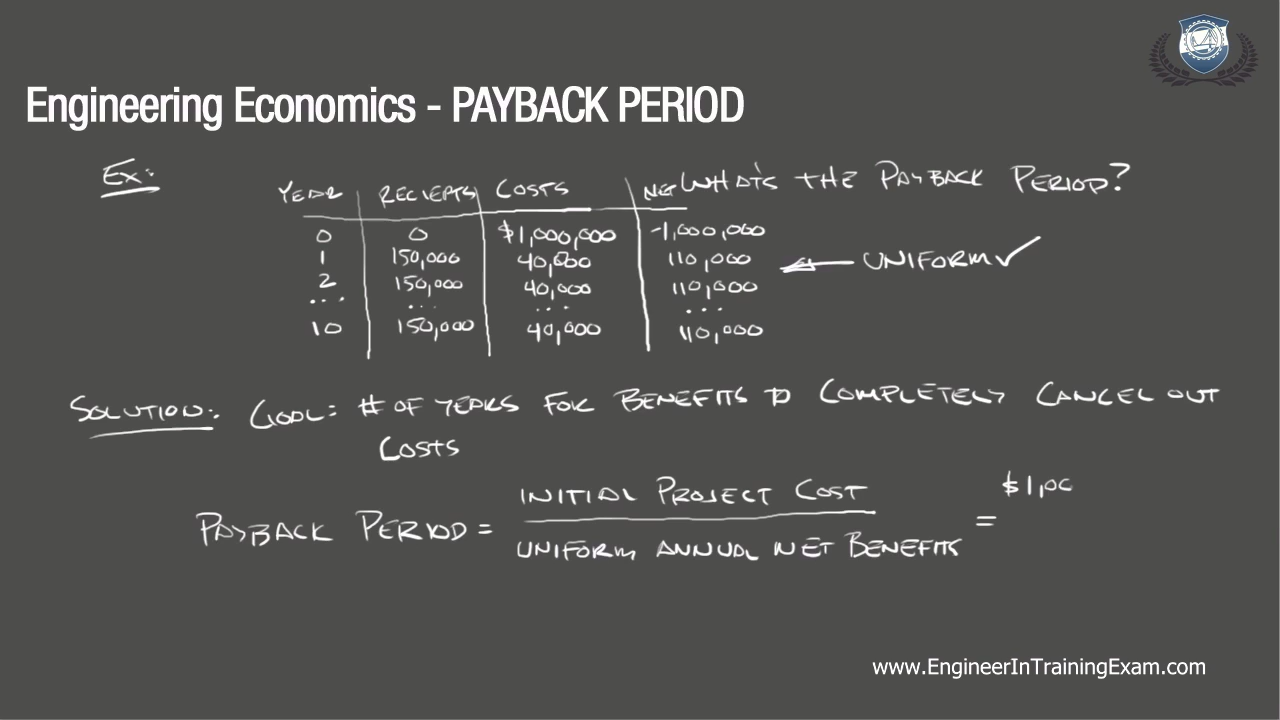 Engineering Economics - PAYBACK PERIOD
Ex:
YEAR RECIEPTS COSTS NET WHAT'S THE PAYBACK PERIOD?
0 0 $1,000,000 -1,000,000
1 150,000 40,000 110,000 UNIFORM ✓
2 150,000 40,000 110,000
... ... ... ...
10 150,000 40,000 110,000
SOLUTION: GOAL = # OF YEARS FOR BENEFITS TO COMPLETELY CANCEL OUT
COSTS
INITIAL PROJECT COST $1,00
PAYBACK PERIOD = =
UNIFORM ANNUAL NET BENEFITS
www.EngineerInTrainingExam.com